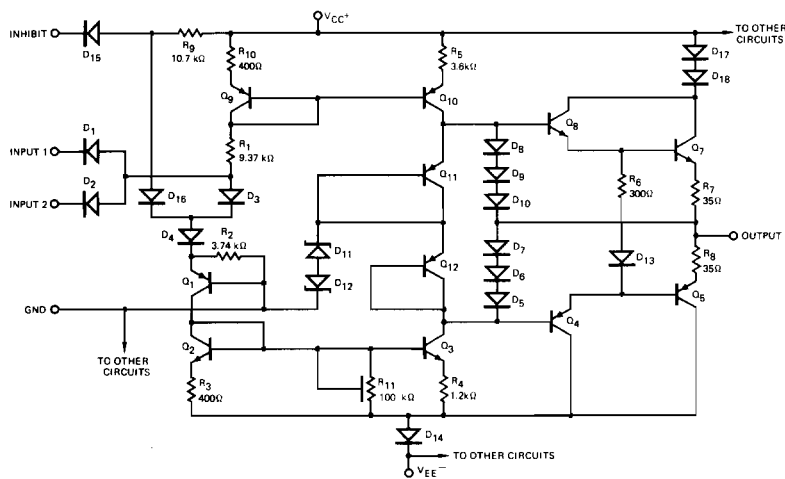 VCC+
INHIBIT
D15
R9
10.7 kΩ
R10
400Ω
R5
3.6kΩ
TO OTHER
CIRCUITS
D17
D18
Q9
Q10
Q8
Q7
INPUT 1
D1
R1
9.37 kΩ
D8
D9
D10
Q11
R6
300Ω
R7
35Ω
INPUT 2
D2
D16
D3
D4
R2
3.74 kΩ
D11
D12
Q12
D7
D6
D5
D13
OUTPUT
R8
35Ω
Q1
GND
Q4
Q5
TO OTHER
CIRCUITS
Q2
Q3
R3
400Ω
R11
100 kΩ
R4
1.2kΩ
D14
TO OTHER CIRCUITS
VEE−